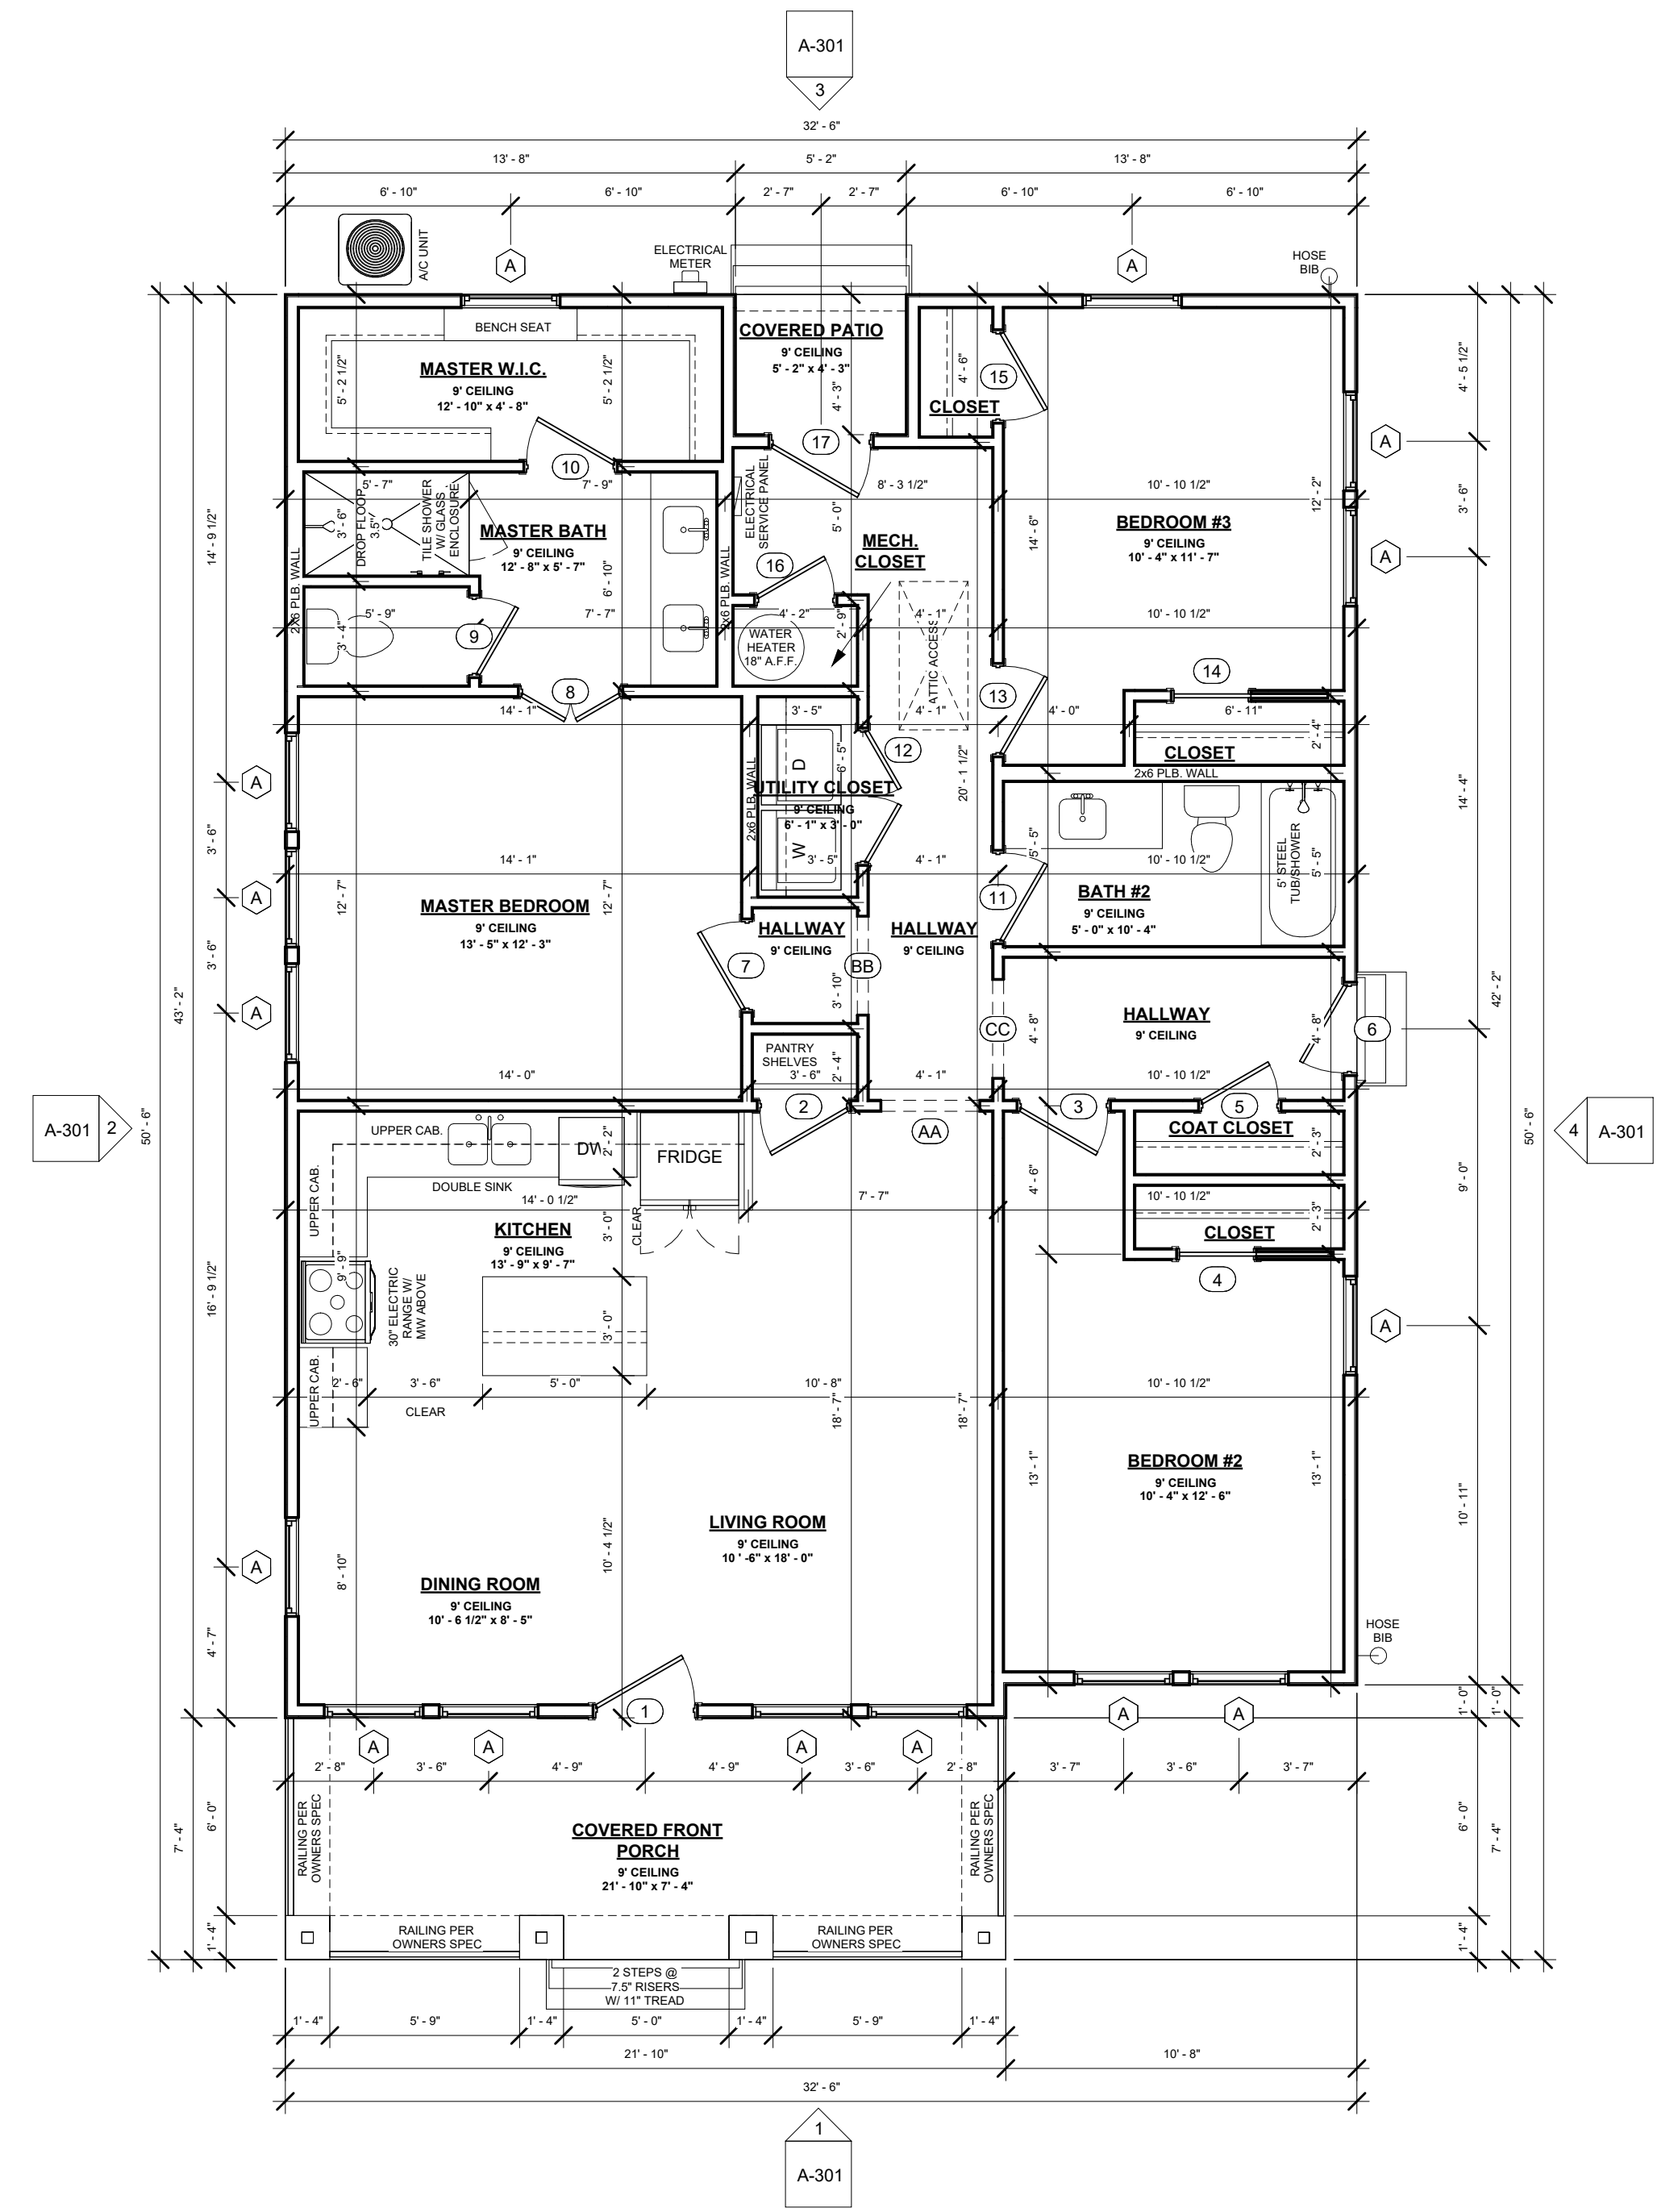 A-301
3
32' - 6"
13' - 8"
5' - 2"
13' - 8"
6' - 10"
6' - 10"
2' - 7"
2' - 7"
6' - 10"
6' - 10"
A/C UNIT
A
ELECTRICAL
METER
A
HOSE
BIB
BENCH SEAT
MASTER W.I.C.
9' CEILING
12' - 10" x 4' - 8"
5' - 2 1/2"
5' - 2 1/2"
COVERED PATIO
9' CEILING
5' - 2" x 4' - 3"
4' - 3"
4' - 6"
CLOSET
15
4' - 5 1/2"
17
10
A
5' - 7"
7' - 9"
8' - 3 1/2"
10' - 10 1/2"
12' - 2"
3' - 6"
3' - 6"
DROP FLOOR
3.5"
TILE SHOWER
W/ GLASS
ENCLOSURE
MASTER BATH
9' CEILING
12' - 8" x 5' - 7"
ELECTRICAL
SERVICE PANEL
5' - 0"
14' - 6"
BEDROOM #3
9' CEILING
10' - 4" x 11' - 7"
MECH.
CLOSET
A
14' - 9 1/2"
2X6 PLB. WALL
6' - 10"
2x6 PLB. WALL
16
5' - 9"
7' - 7"
4' - 2"
2' - 9"
4' - 1"
10' - 10 1/2"
3' - 4"
9
WATER
HEATER
18" A.F.F.
ATTIC ACCESS
8
13
14
14' - 1"
3' - 5"
4' - 1"
4' - 0"
6' - 11"
2' - 4"
12
CLOSET
2x6 PLB. WALL
A
D
6' - 5"
20' - 1 1/2"
14' - 4"
2x6 PLB. WALL
UTILITY CLOSET
9' CEILING
6' - 1" x 3' - 0"
3' - 6"
W
3' - 5"
14' - 1"
4' - 1"
5' - 5"
10' - 10 1/2"
5' STEEL
TUB/SHOWER
5' - 5"
A
12' - 7"
12' - 7"
MASTER BEDROOM
9' CEILING
13' - 5" x 12' - 3"
11
BATH #2
9' CEILING
5' - 0" x 10' - 4"
HALLWAY
9' CEILING
HALLWAY
9' CEILING
3' - 6"
7
BB
3' - 10"
43' - 2"
42' - 2"
A
CC
4' - 8"
HALLWAY
9' CEILING
4' - 8"
6
PANTRY
SHELVES
3' - 6"
2' - 4"
14' - 0"
4' - 1"
10' - 10 1/2"
2
AA
3
5
A-301
2
50' - 6"
50' - 6"
4
A-301
UPPER CAB.
DW
2' - 2"
FRIDGE
COAT CLOSET
2' - 3"
UPPER CAB.
DOUBLE SINK
14' - 0 1/2"
7' - 7"
4' - 6"
10' - 10 1/2"
2' - 3"
9' - 0"
KITCHEN
9' CEILING
13' - 9" x 9' - 7"
3' - 0"
CLEAR
CLOSET
4
9' - 9"
16' - 9 1/2"
30" ELECTRIC
RANGE W/
MW ABOVE
3' - 0"
A
UPPER CAB.
2' - 6"
3' - 6"
5' - 0"
10' - 8"
10' - 10 1/2"
CLEAR
18' - 7"
18' - 7"
13' - 1"
13' - 1"
BEDROOM #2
9' CEILING
10' - 4" x 12' - 6"
10' - 11"
LIVING ROOM
9' CEILING
10 ' -6" x 18' - 0"
10' - 4 1/2"
A
8' - 10"
DINING ROOM
9' CEILING
10' - 6 1/2" x 8' - 5"
4' - 7"
HOSE
BIB
1
1' - 0"
1' - 0"
A
A
A
A
A
A
2' - 8"
3' - 6"
4' - 9"
4' - 9"
3' - 6"
2' - 8"
3' - 7"
3' - 6"
3' - 7"
7' - 4"
6' - 0"
RAILING PER
OWNERS SPEC
COVERED FRONT
PORCH
9' CEILING
21' - 10" x 7' - 4"
RAILING PER
OWNERS SPEC
6' - 0"
7' - 4"
1' - 4"
RAILING PER
OWNERS SPEC
RAILING PER
OWNERS SPEC
1' - 4"
2 STEPS @
7.5" RISERS
W/ 11" TREAD
1' - 4"
5' - 9"
1' - 4"
5' - 0"
1' - 4"
5' - 9"
1' - 4"
21' - 10"
10' - 8"
32' - 6"
1
A-301